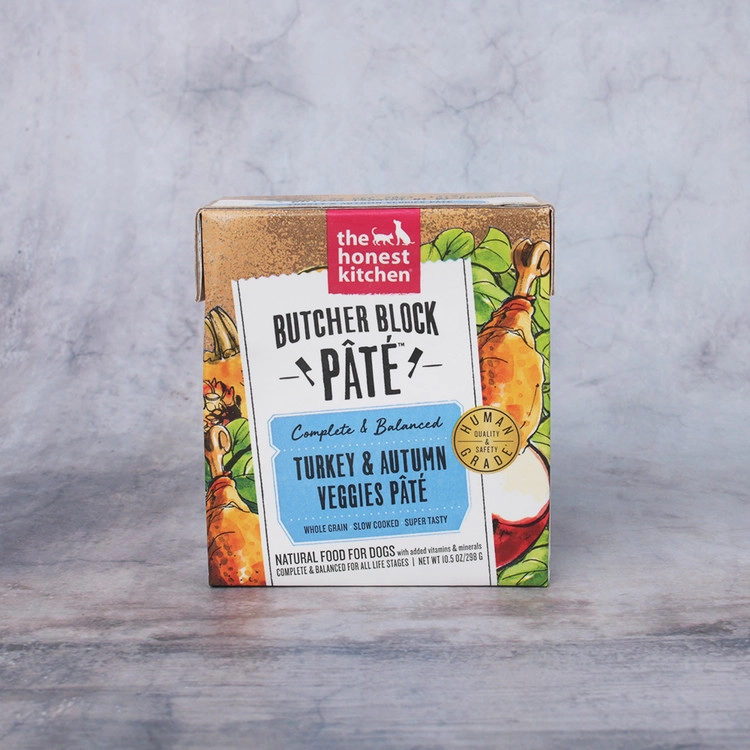 the
honest
kitchen
BUTCHER BLOCK
PÂTÉ™
Complete & Balanced
TURKEY & AUTUMN
VEGGIES PÂTÉ
WHOLE GRAIN SLOW COOKED SUPER TASTY
HUMAN
QUALITY
&
SAFETY
GRADE
NATURAL FOOD FOR DOGS with added vitamins & minerals
COMPLETE & BALANCED FOR ALL LIFE STAGES | NET WT 10.5 OZ/298 G